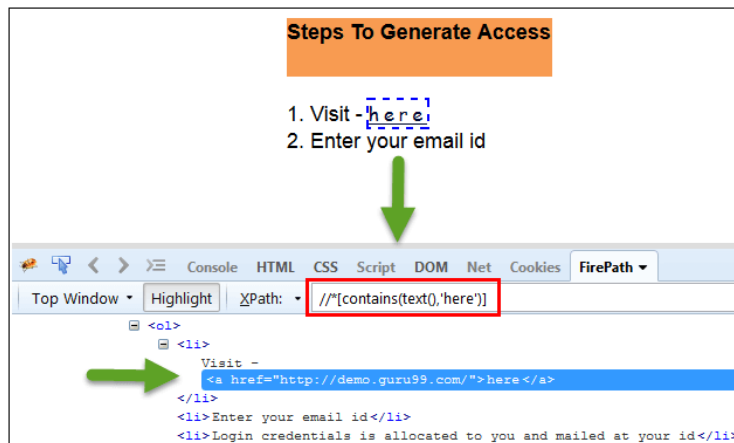 Steps To Generate Access
1. Visit - here
2. Enter your email id
Console HTML CSS Script DOM Net Cookies FirePath
Top Window Highlight XPath: //*[contains(text(),'here')]
<ol>
<li>
Visit -
<a href="http://demo.guru99.com/">here</a>
</li>
<li>Enter your email id</li>
<li>Login credentials is allocated to you and mailed at your id</li>